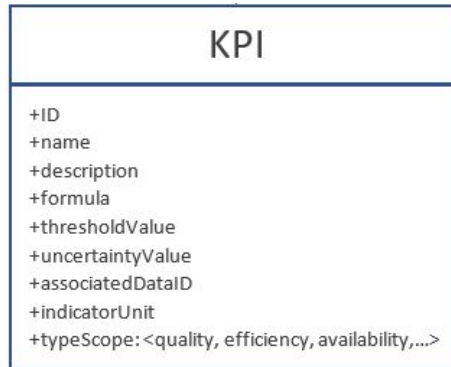 KPI
+ID
+name
+description
+formula
+thresholdValue
+uncertaintyValue
+associatedDataID
+indicatorUnit
+typeScope:<quality, efficiency, availability,...>